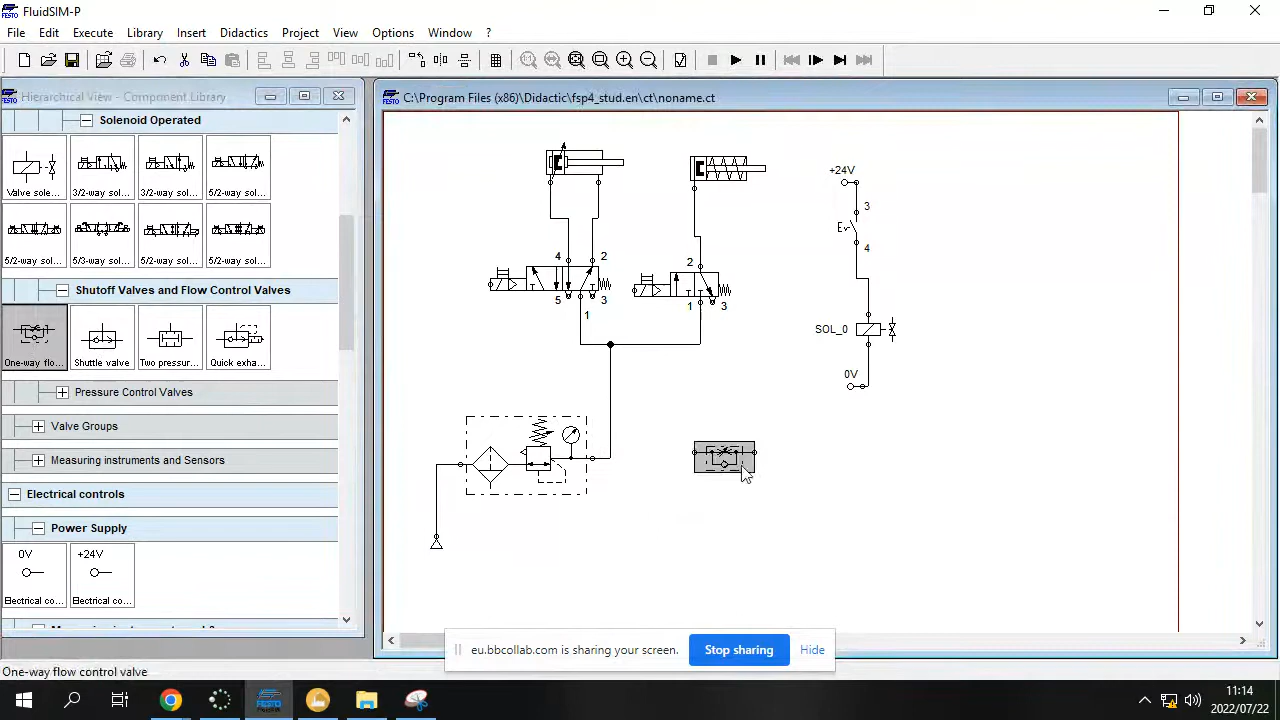 FluidSIM-P
File Edit Execute Library Insert Didactics Project View Options Window ?
Hierarchical View - Component Library
C:\Program Files (x86)\Didactic\fsp4_stud.en\ct\noname.ct
Solenoid Operated
Valve sole... 3/2-way sol... 3/2-way sol... 5/2-way sol...
5/2-way sol... 5/3-way sol... 5/2-way sol... 5/2-way sol...
Shutoff Valves and Flow Control Valves
One-way flo... Shuttle valve Two pressur... Quick exha...
Pressure Control Valves
Valve Groups
Measuring instruments and Sensors
Electrical controls
Power Supply
0V +24V
Electrical co... Electrical co...
4 2
5 3
1
2
1 3
+24V
3
4
SOL_0
0V
eu.bbcollab.com is sharing your screen. Stop sharing Hide
One-way flow control valve
FESTO
11:14
2022/07/22